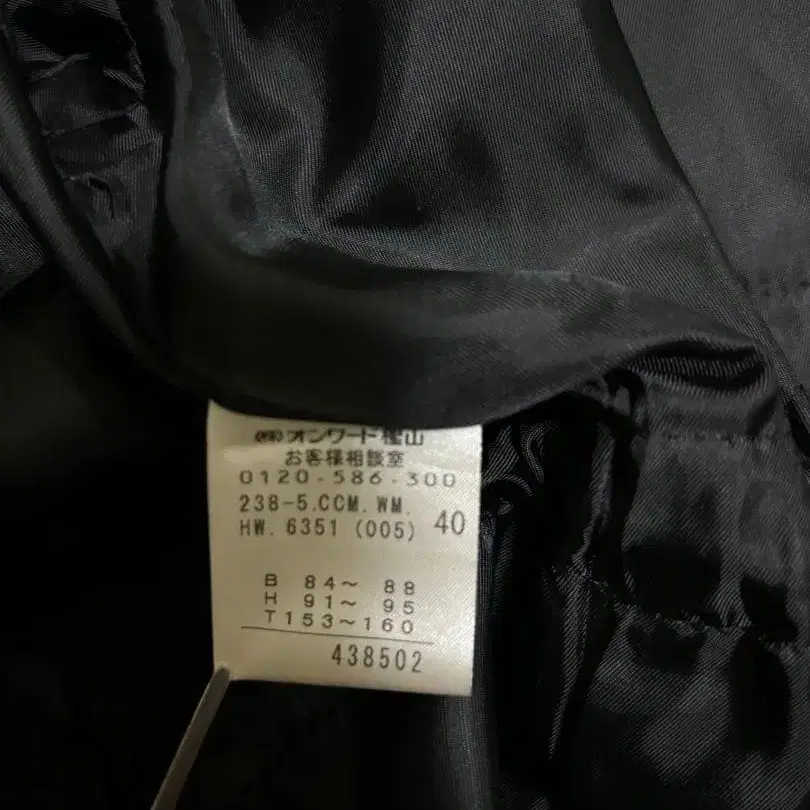 ㈱オンワード樫山
お客様相談室
0120-586-300
238-5.CCM.WM.
HW. 6351 (005) 40
B 84～ 88
H 91～ 95
T153～160
438502